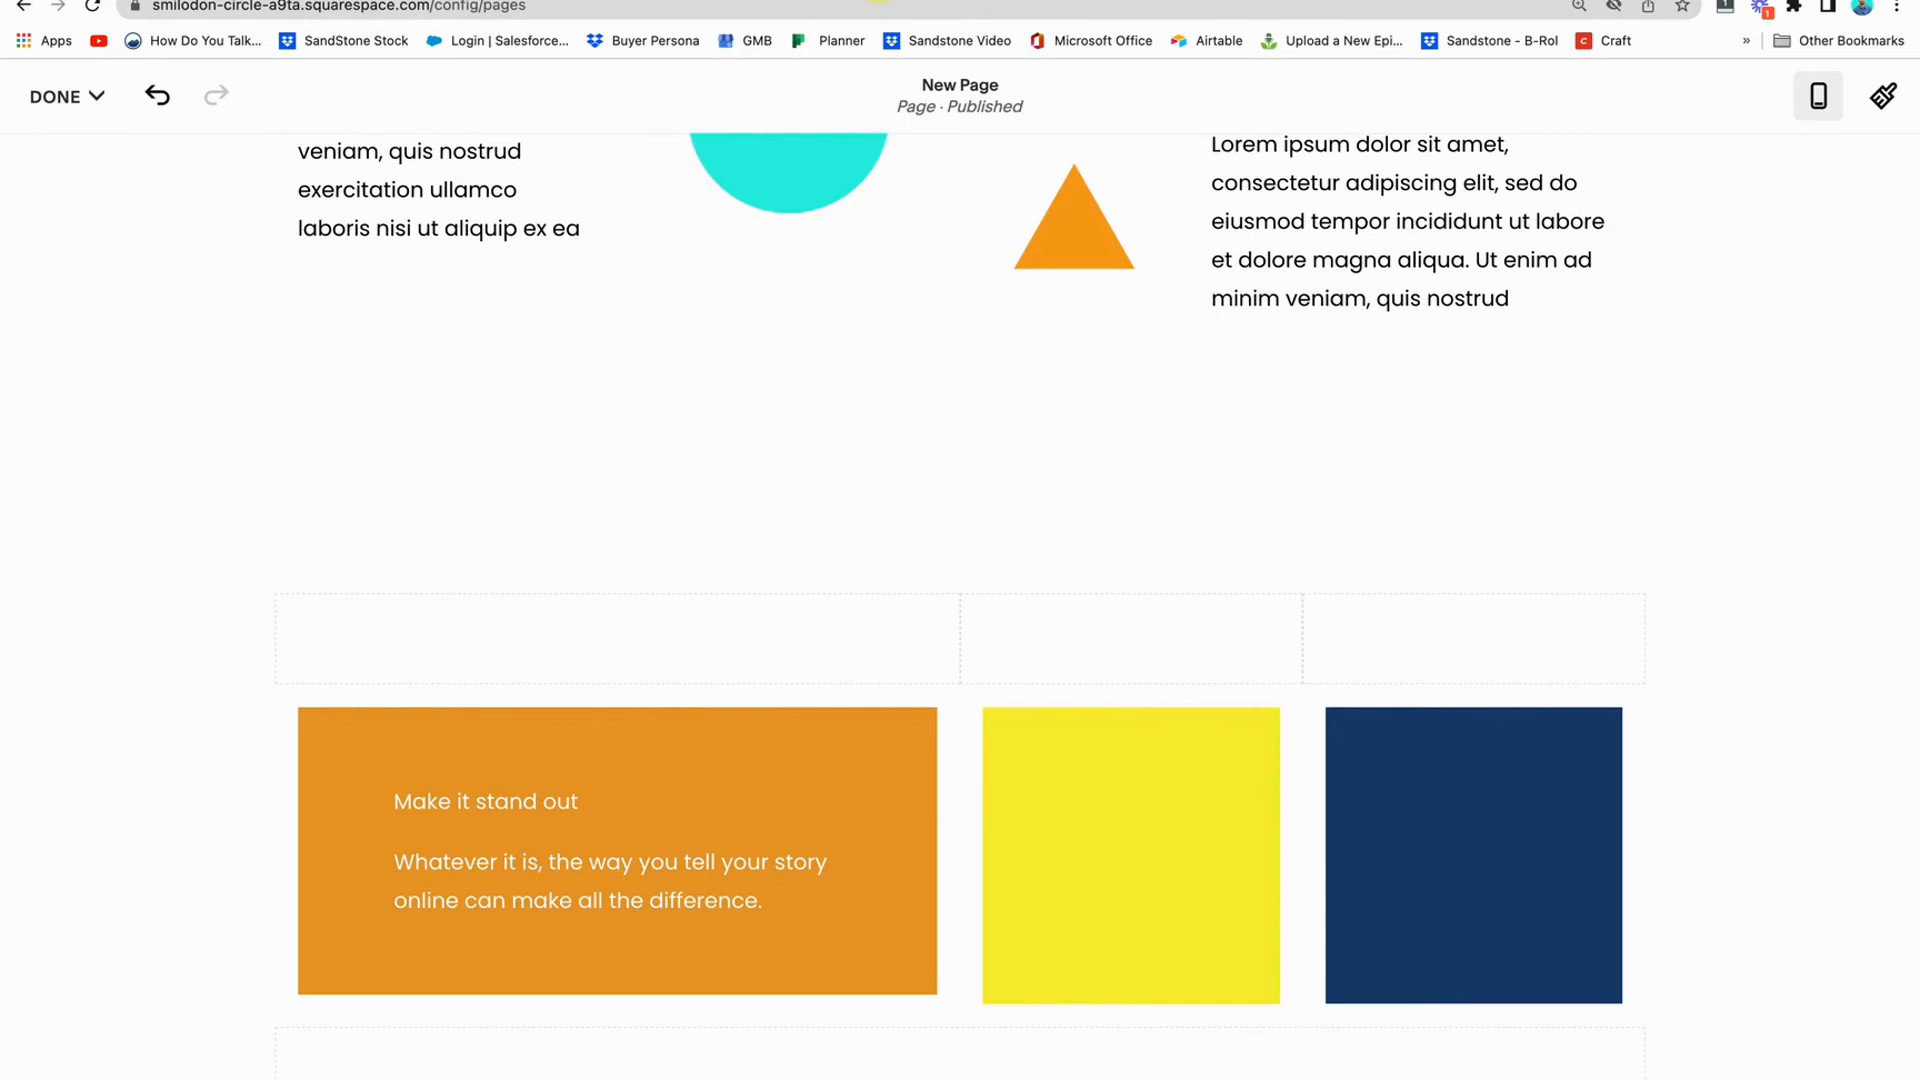 smilodon-circle-a9ta.squarespace.com/config/pages
Apps How Do You Talk... SandStone Stock Login | Salesforce... Buyer Persona GMB Planner Sandstone Video Microsoft Office Airtable Upload a New Epi... Sandstone - B-Rol Craft » Other Bookmarks
DONE
New Page
Page · Published
veniam, quis nostrud
exercitation ullamco
laboris nisi ut aliquip ex ea
Lorem ipsum dolor sit amet,
consectetur adipiscing elit, sed do
eiusmod tempor incididunt ut labore
et dolore magna aliqua. Ut enim ad
minim veniam, quis nostrud
Make it stand out
Whatever it is, the way you tell your story
online can make all the difference.